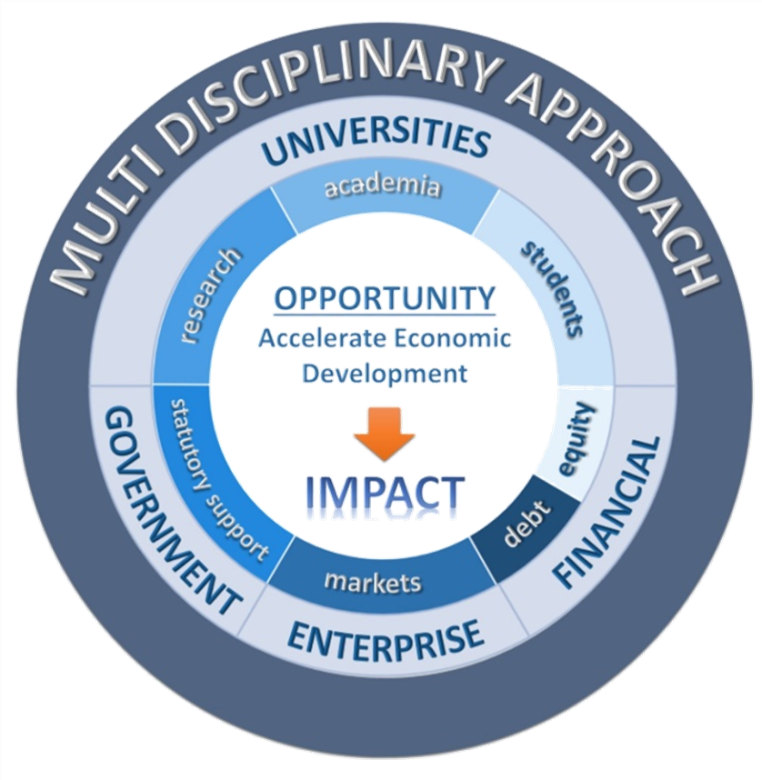 MULTI DISCIPLINARY APPROACH
UNIVERSITIES
academia
research
students
OPPORTUNITY
Accelerate Economic
Development
IMPACT
GOVERNMENT
statutory support
equity
FINANCIAL
debt
markets
ENTERPRISE